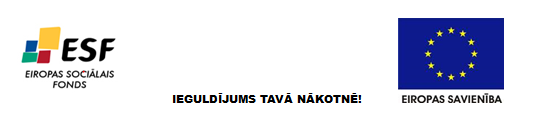 ESF
EIROPAS SOCIĀLAIS
FONDS
IEGULDĪJUMS TAVĀ NĀKOTNĒ!
EIROPAS SAVIENĪBA